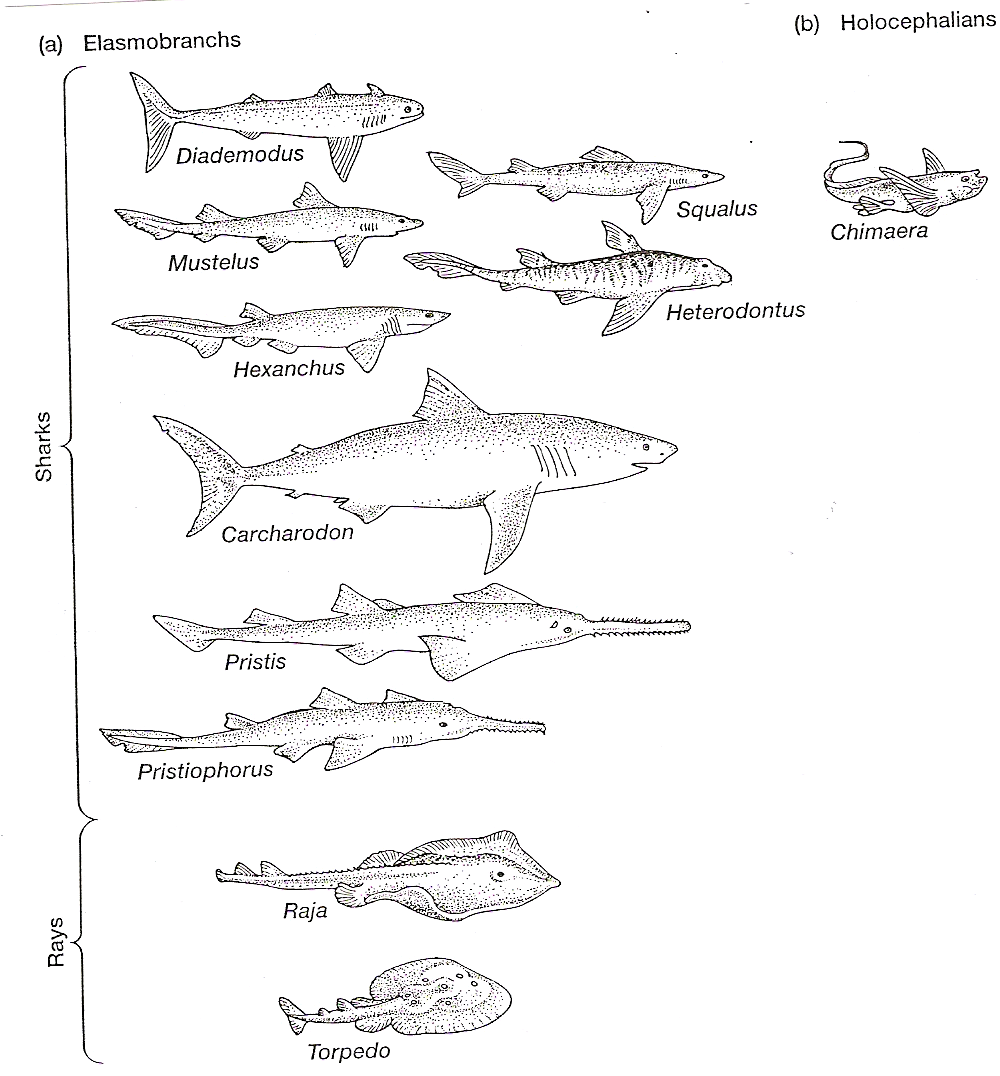 (a) Elasmobranchs
(b) Holocephalians
Diademodus
Squalus
Chimaera
Mustelus
Heterodontus
Hexanchus
Sharks
Carcharodon
Pristis
Pristiophorus
Raja
Rays
Torpedo